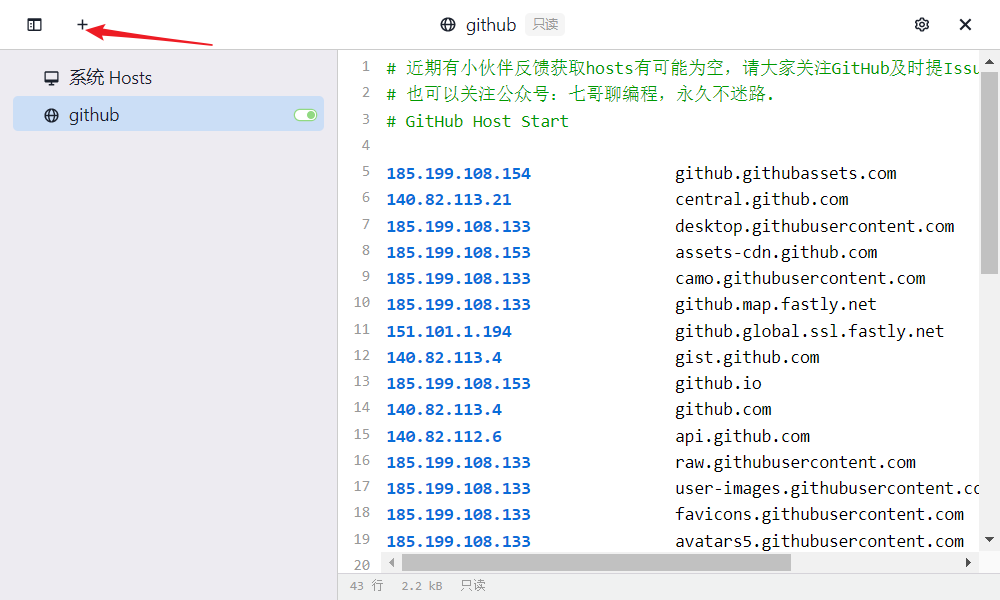 github 只读
系统 Hosts
github
1 # 近期有小伙伴反馈获取hosts有可能为空，请大家关注GitHub及时提Issu
2 # 也可以关注公众号：七哥聊编程，永久不迷路.
3 # GitHub Host Start
4
5 185.199.108.154 github.githubassets.com
6 140.82.113.21 central.github.com
7 185.199.108.133 desktop.githubusercontent.com
8 185.199.108.153 assets-cdn.github.com
9 185.199.108.133 camo.githubusercontent.com
10 185.199.108.133 github.map.fastly.net
11 151.101.1.194 github.global.ssl.fastly.net
12 140.82.113.4 gist.github.com
13 185.199.108.153 github.io
14 140.82.113.4 github.com
15 140.82.112.6 api.github.com
16 185.199.108.133 raw.githubusercontent.com
17 185.199.108.133 user-images.githubusercontent.co
18 185.199.108.133 favicons.githubusercontent.com
19 185.199.108.133 avatars5.githubusercontent.com
20
43 行 2.2 kB 只读